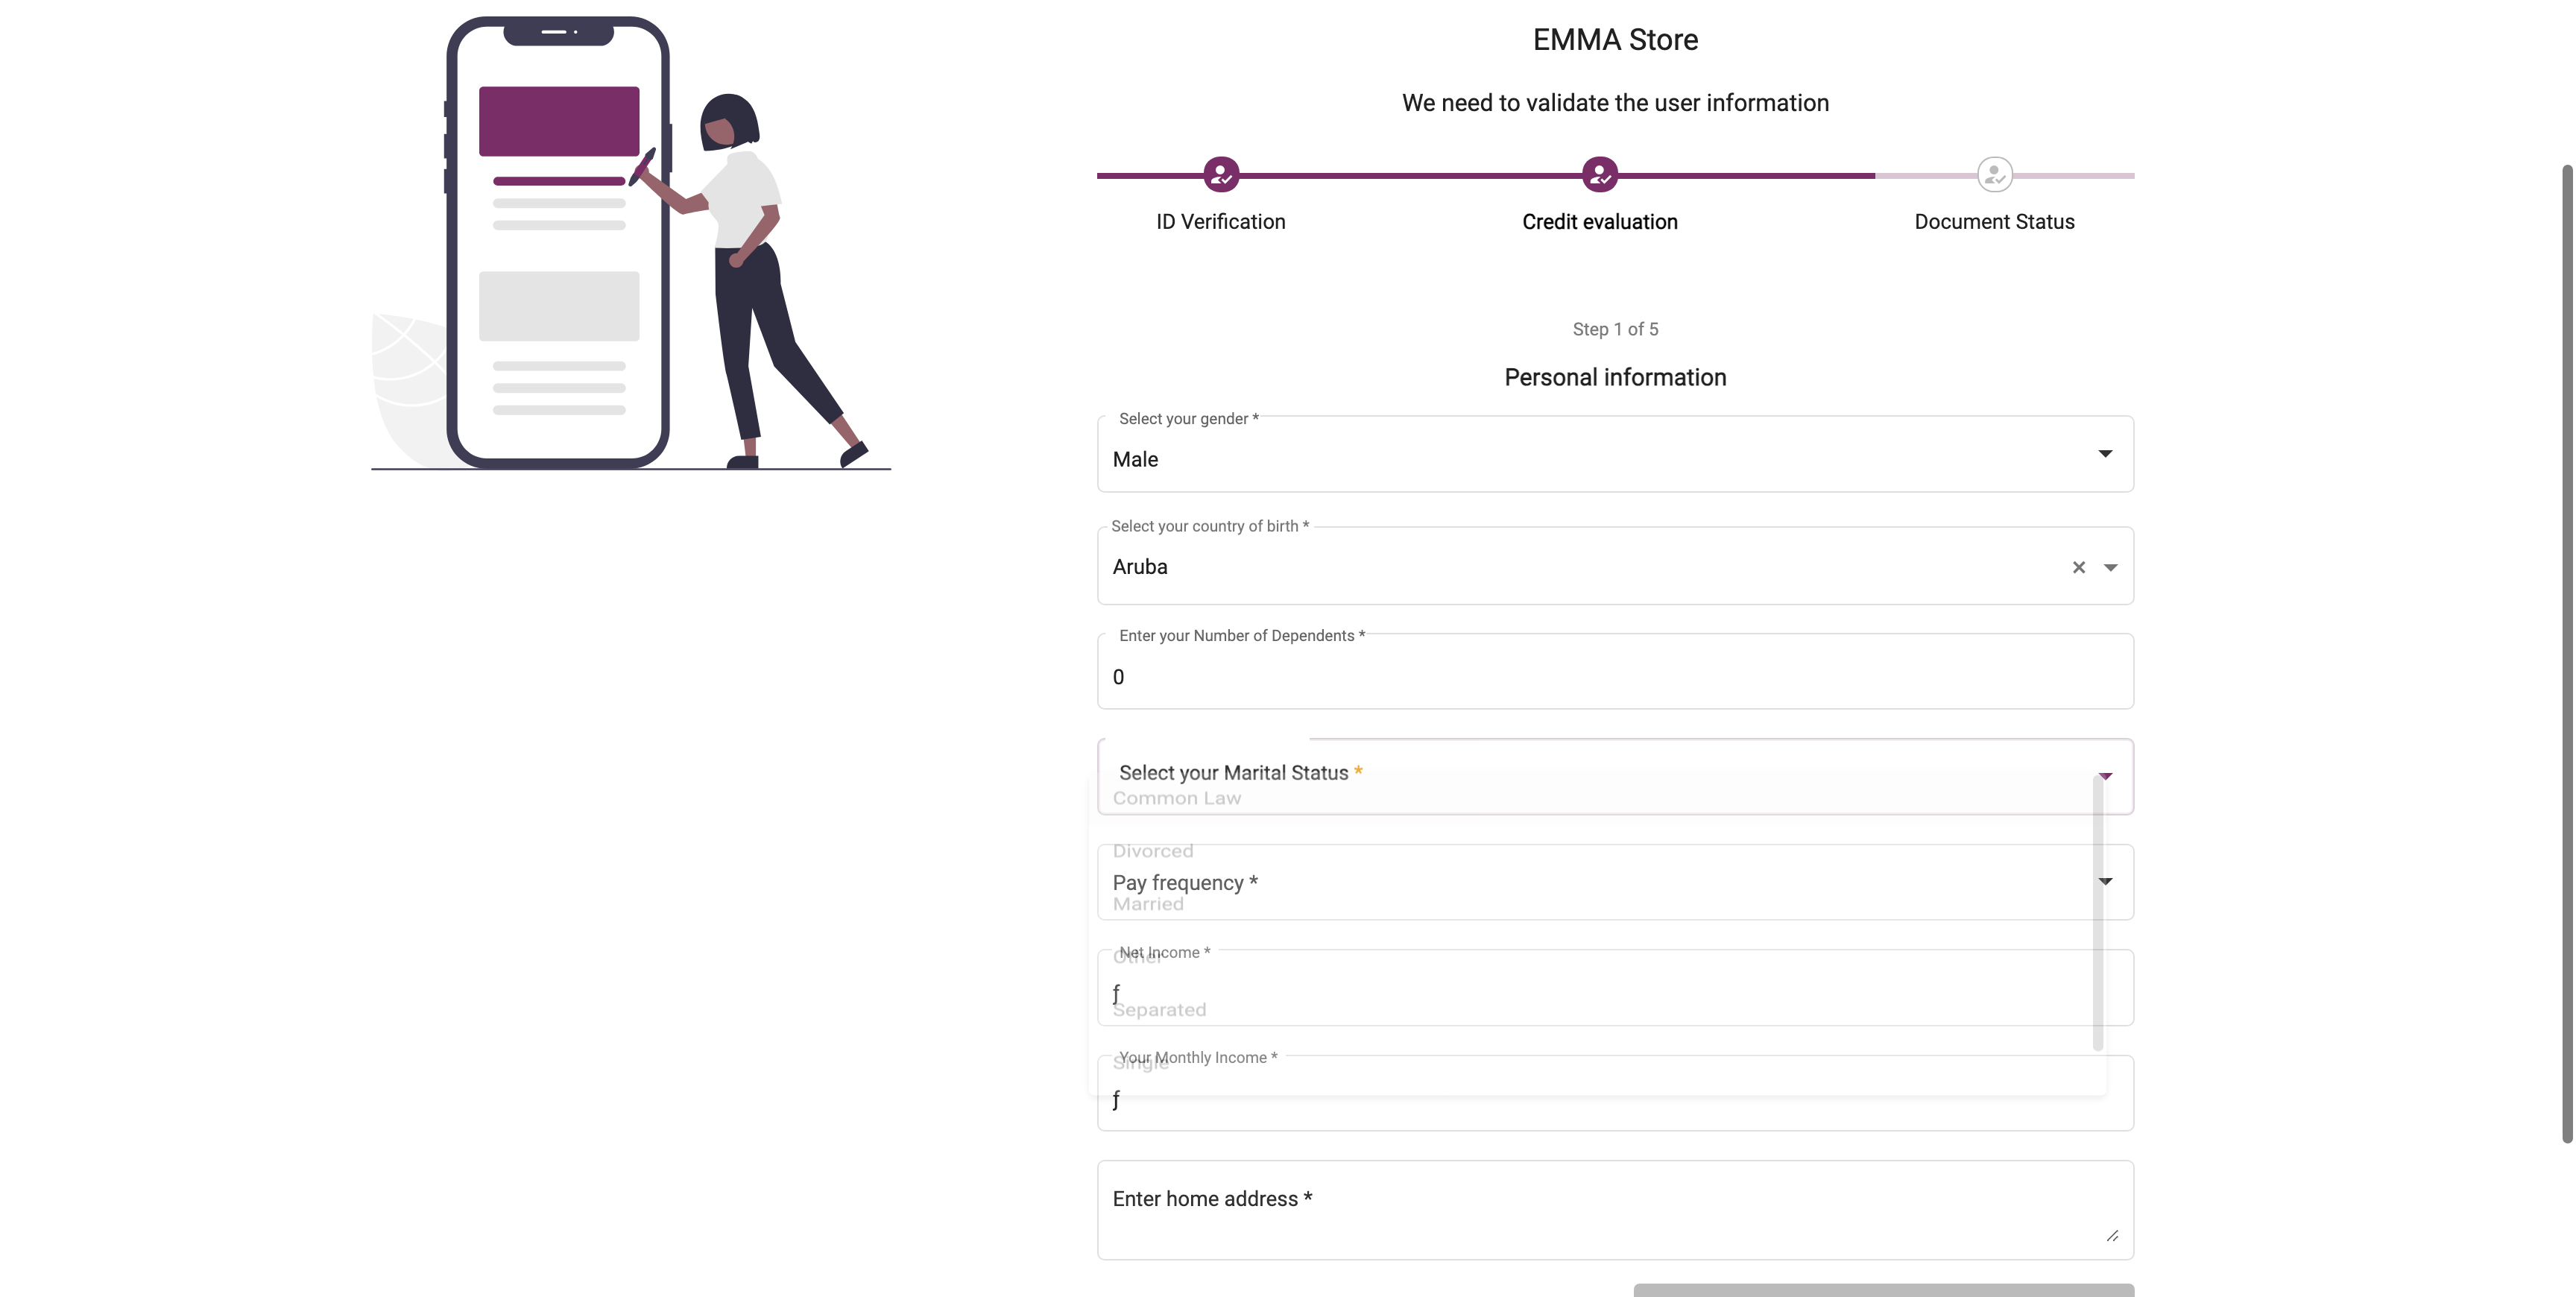 EMMA Store
We need to validate the user information
ID Verification
Credit evaluation
Document Status
Step 1 of 5
Personal information
Select your gender *
Male
Select your country of birth *
Aruba
Enter your Number of Dependents *
0
Select your Marital Status *
Common Law
Divorced
Pay frequency *
Married
Net Income *
Other
ƒ
Separated
Your Monthly Income *
Single
ƒ
Enter home address *